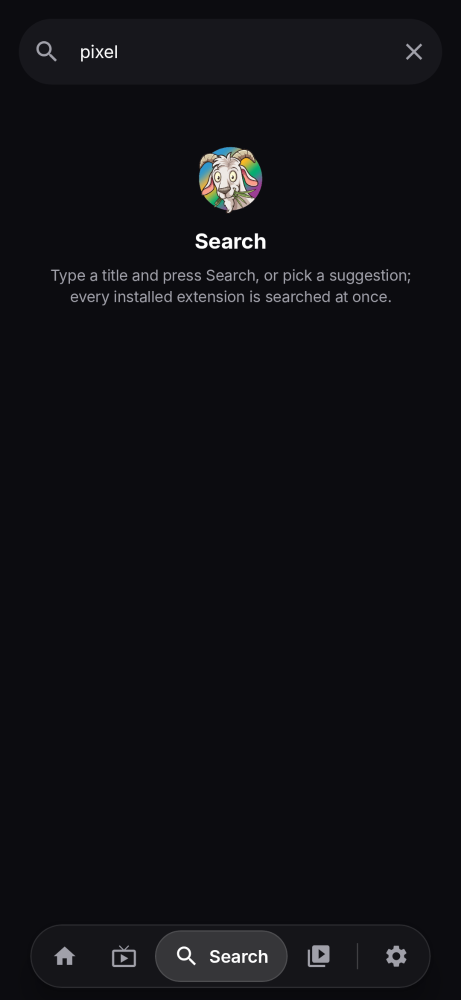 pixel
Search
Type a title and press Search, or pick a suggestion;
every installed extension is searched at once.
Search